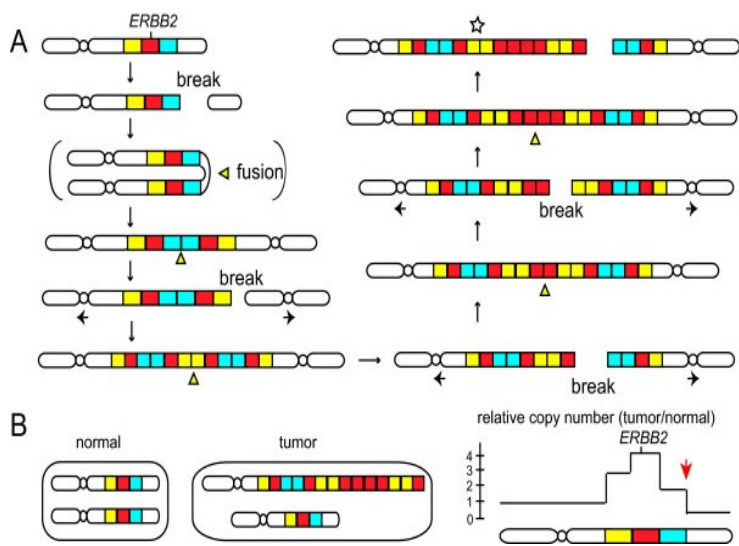 A
ERBB2
break
fusion
break
break
break
B
normal
tumor
relative copy number (tumor/normal)
ERBB2
4
3
2
1
0